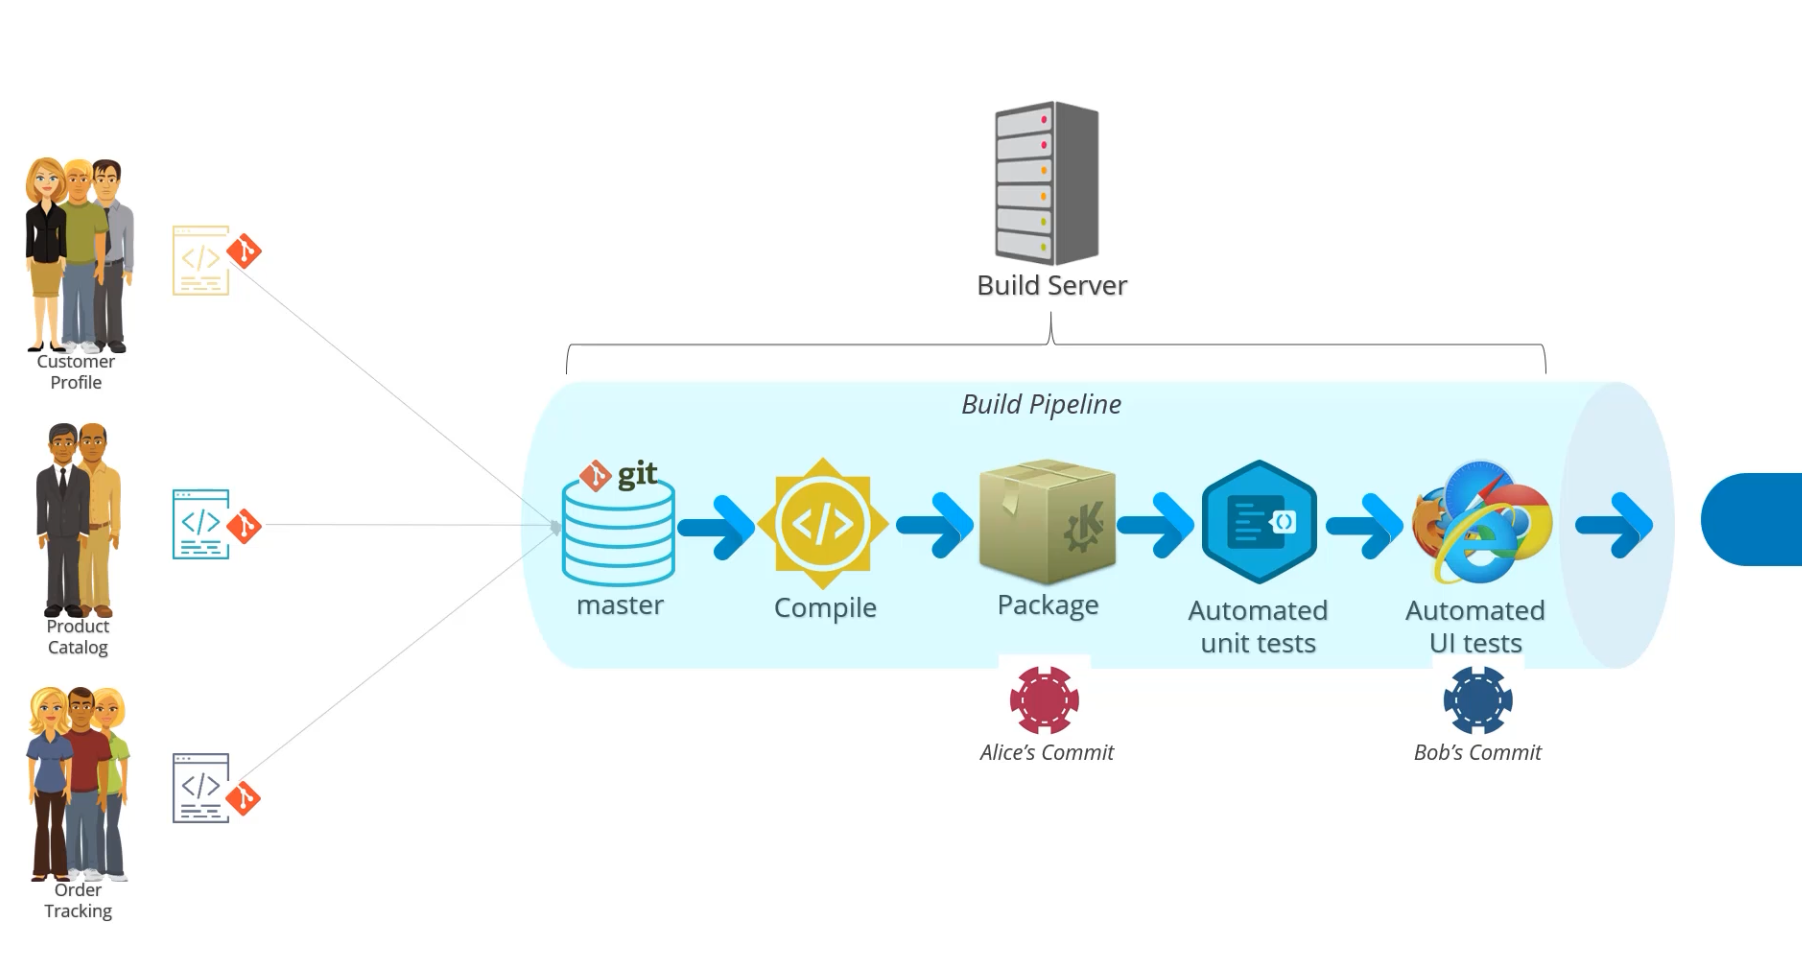 Build Server
Build Pipeline
Customer
Profile
Product
Catalog
Order
Tracking
</>
</>
</>
git
master
</>
Compile
K
Package
Automated
unit tests
Automated
UI tests
Alice's Commit
Bob's Commit